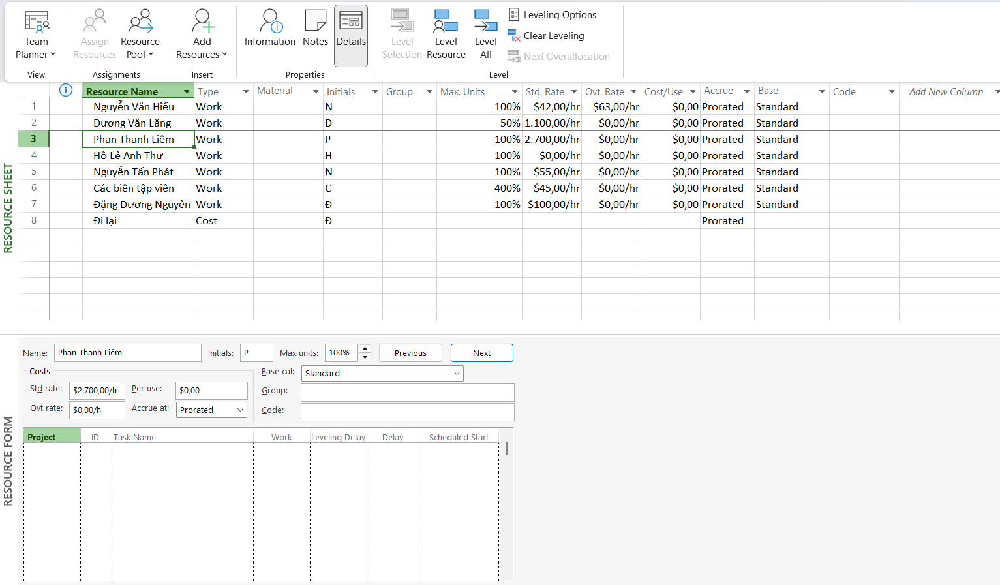 Team Planner
Assign Resources
Resource Pool
Add Resources
Information
Notes
Details
Level Selection
Level Resource
Level All
Leveling Options
Clear Leveling
Next Overallocation
View
Assignments
Insert
Properties
Level
Resource Name Type Material Initials Group Max. Units Std. Rate Ovt. Rate Cost/Use Accrue Base Code Add New Column
1 Nguyễn Văn Hiếu Work N 100% $42,00/hr $63,00/hr $0,00 Prorated Standard
2 Dương Văn Lăng Work D 50% 1.100,00/hr $0,00/hr $0,00 Prorated Standard
3 Phan Thanh Liêm Work P 100% 2.700,00/hr $0,00/hr $0,00 Prorated Standard
4 Hồ Lê Anh Thư Work H 100% $0,00/hr $0,00/hr $0,00 Prorated Standard
5 Nguyễn Tấn Phát Work N 100% $55,00/hr $0,00/hr $0,00 Prorated Standard
6 Các biên tập viên Work C 400% $45,00/hr $0,00/hr $0,00 Prorated Standard
7 Đặng Dương Nguyên Work Đ 100% $100,00/hr $0,00/hr $0,00 Prorated Standard
8 Đi lại Cost Đ Prorated
RESOURCE SHEET
Name: Phan Thanh Liêm Initials: P Max units: 100% Previous Next
Costs
Base cal: Standard
Std rate: $2.700,00/h Per use: $0,00
Group:
Ovt rate: $0,00/h Accrue at: Prorated
Code:
Project ID Task Name Work Leveling Delay Delay Scheduled Start
RESOURCE FORM